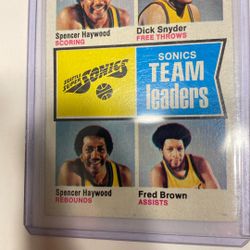 Spencer Haywood
SCORING
Dick Snyder
FREE THROWS
SEATTLE
SUPER SONICS
SONICS
TEAM
leaders
Spencer Haywood
REBOUNDS
Fred Brown
ASSISTS